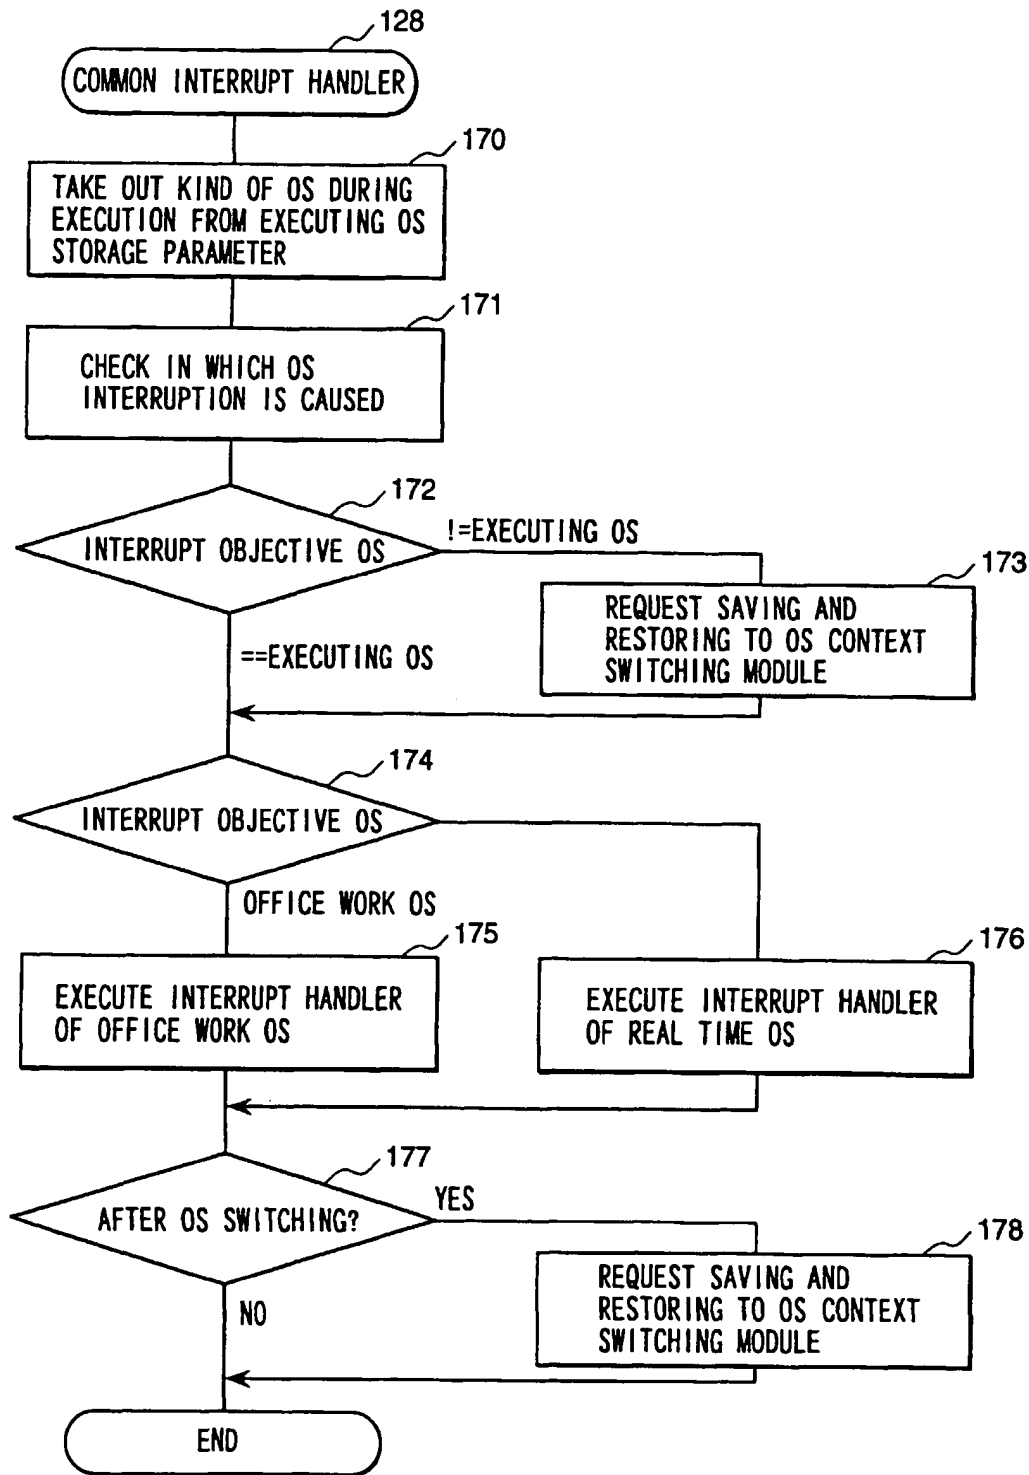 128
COMMON INTERRUPT HANDLER
170
TAKE OUT KIND OF OS DURING
EXECUTION FROM EXECUTING OS
STORAGE PARAMETER
171
CHECK IN WHICH OS
INTERRUPTION IS CAUSED
172
INTERRUPT OBJECTIVE OS
!=EXECUTING OS
173
REQUEST SAVING AND
RESTORING TO OS CONTEXT
SWITCHING MODULE
==EXECUTING OS
174
INTERRUPT OBJECTIVE OS
OFFICE WORK OS
175
EXECUTE INTERRUPT HANDLER
OF OFFICE WORK OS
176
EXECUTE INTERRUPT HANDLER
OF REAL TIME OS
177
AFTER OS SWITCHING?
YES
178
REQUEST SAVING AND
RESTORING TO OS CONTEXT
SWITCHING MODULE
NO
END